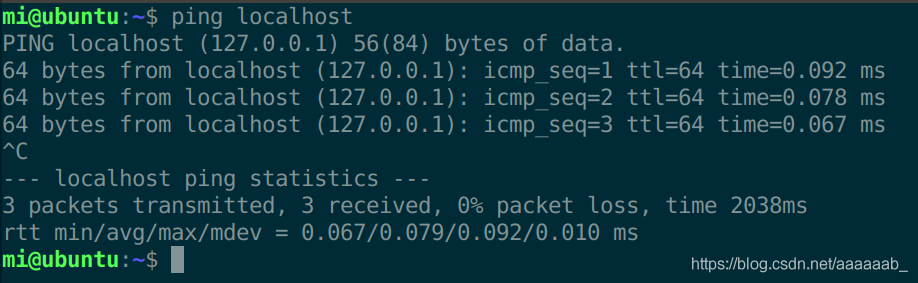 mi@ubuntu:~$ ping localhost
PING localhost (127.0.0.1) 56(84) bytes of data.
64 bytes from localhost (127.0.0.1): icmp_seq=1 ttl=64 time=0.092 ms
64 bytes from localhost (127.0.0.1): icmp_seq=2 ttl=64 time=0.078 ms
64 bytes from localhost (127.0.0.1): icmp_seq=3 ttl=64 time=0.067 ms
^C
--- localhost ping statistics ---
3 packets transmitted, 3 received, 0% packet loss, time 2038ms
rtt min/avg/max/mdev = 0.067/0.079/0.092/0.010 ms
mi@ubuntu:~$
https://blog.csdn.net/aaaaaab_